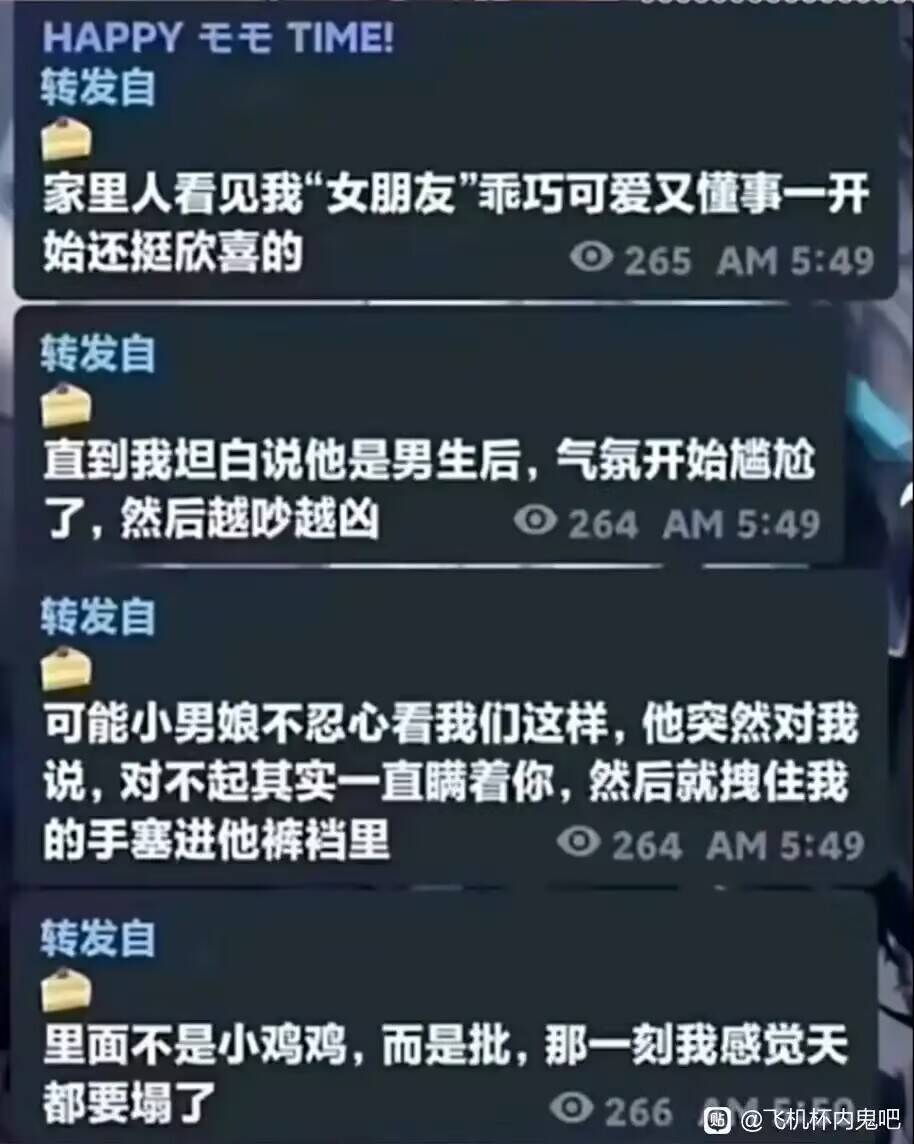 HAPPY モモ TIME!
转发自
家里人看见我“女朋友”乖巧可爱又懂事一开
始还挺欣喜的
265 AM 5:49
转发自
直到我坦白说他是男生后，气氛开始尴尬
了，然后越吵越凶
264 AM 5:49
转发自
可能小男娘不忍心看我们这样，他突然对我
说，对不起其实一直瞒着你，然后就拽住我
的手塞进他裤裆里
264 AM 5:49
转发自
里面不是小鸡鸡，而是批，那一刻我感觉天
都要塌了
266 AM 5:50
贴 @飞机杯内鬼吧